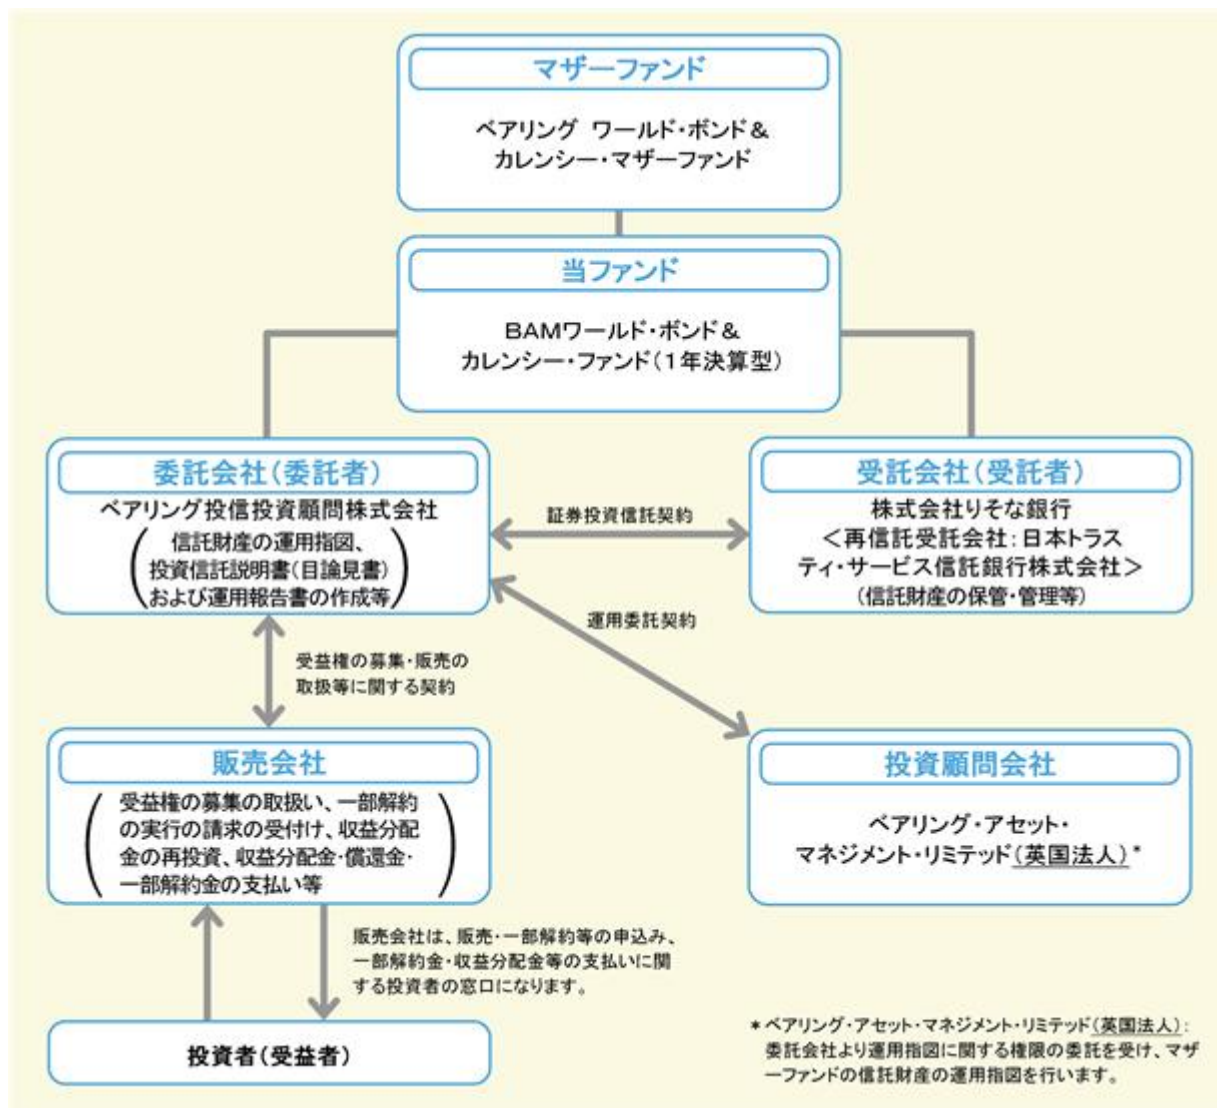 マザーファンド
ベアリング ワールド・ボンド&
カレンシー・マザーファンド
当ファンド
BAMワールド・ボンド&
カレンシー・ファンド(1年決算型)
委託会社(委託者)
ベアリング投信投資顧問株式会社
信託財産の運用指図、
投資信託説明書(目論見書)
および運用報告書の作成等
証券投資信託契約
受託会社(受託者)
株式会社りそな銀行
<再信託受託会社:日本トラス
ティ・サービス信託銀行株式会社>
(信託財産の保管・管理等)
運用委託契約
受益権の募集・販売の
取扱等に関する契約
販売会社
受益権の募集の取扱い、一部解約
の実行の請求の受付け、収益分配
金の再投資、収益分配金・償還金・
一部解約金の支払い等
投資顧問会社
ベアリング・アセット・
マネジメント・リミテッド(英国法人)*
販売会社は、販売・一部解約等の申込み、
一部解約金・収益分配金等の支払いに関
する投資者の窓口になります。
投資者(受益者)
*ベアリング・アセット・マネジメント・リミテッド(英国法人):
委託会社より運用指図に関する権限の委託を受け、マザ
ーファンドの信託財産の運用指図を行います。